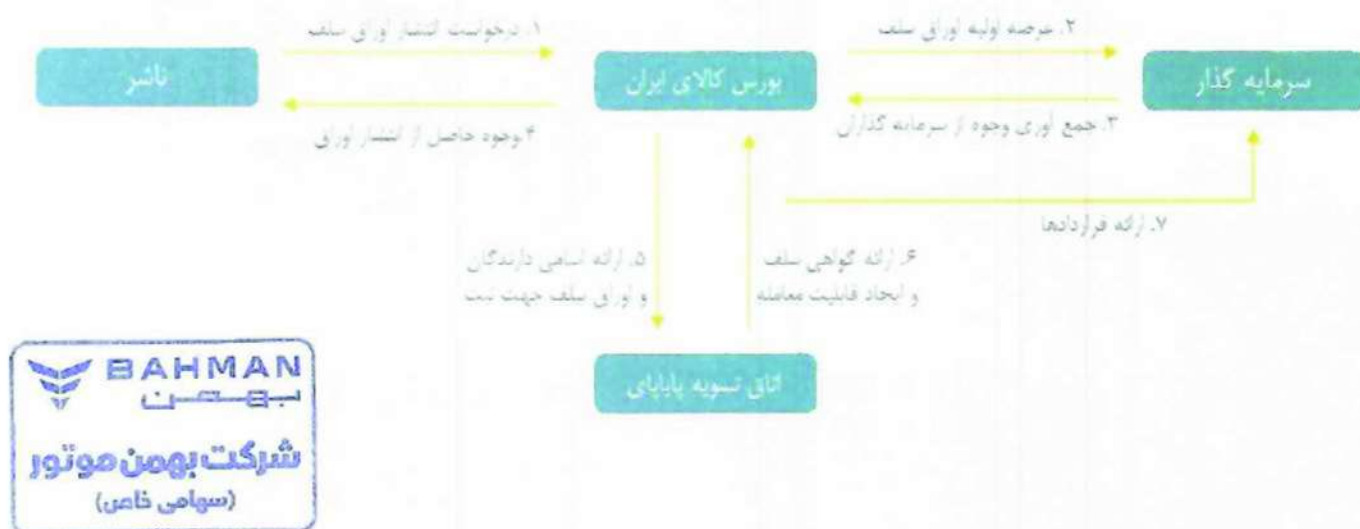 ۱. درخواست انتشار اوراق سلف
۲. عرضه اولیه اوراق سلف
ناشر
بورس کالای ایران
سرمایه گذار
۴. وجوه حاصل از انتشار اوراق
۳. جمع آوری وجوه از سرمایه گذاران
۷. ارائه قراردادها
۵. ارائه اسامی دارندگان
و اوراق سلف جهت ثبت
۶. ارائه گواهی سلف
و ایجاد قابلیت معامله
اتاق تسویه پایاپای
BAHMAN
بهمن
شرکت بهمن موتور
(سهامی خاص)